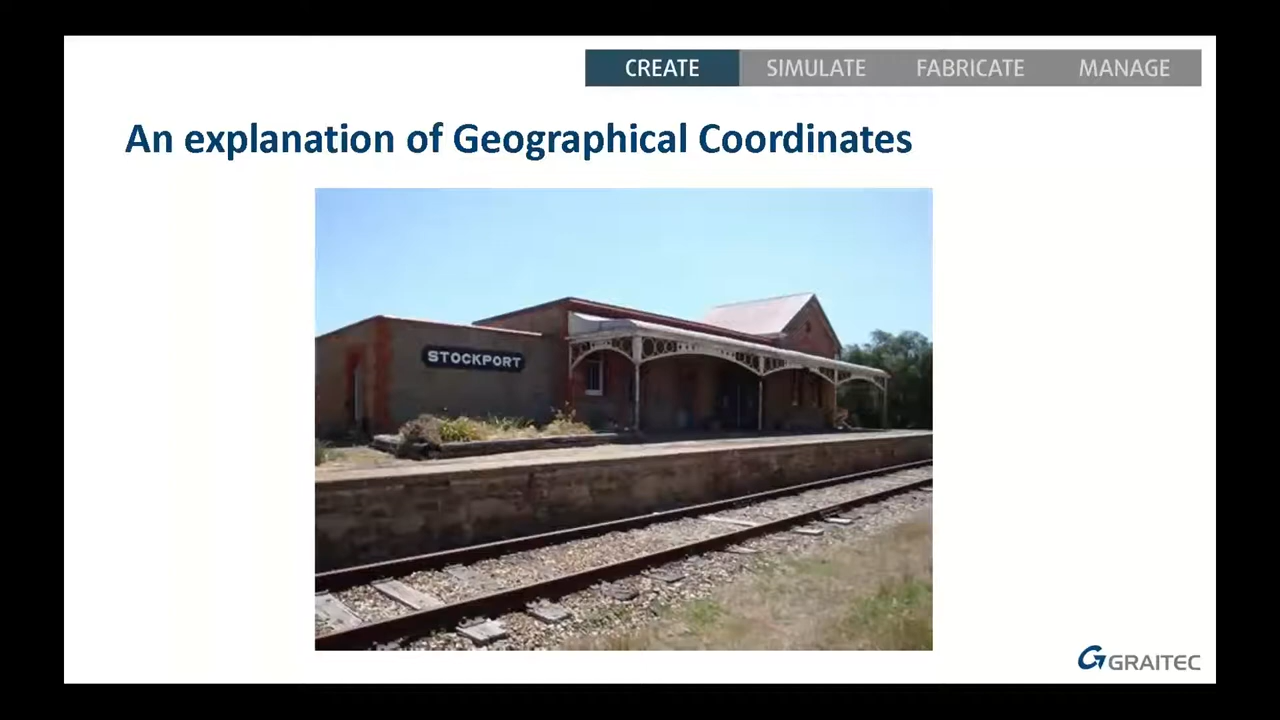 CREATE SIMULATE FABRICATE MANAGE
An explanation of Geographical Coordinates
STOCKPORT
GRAITEC